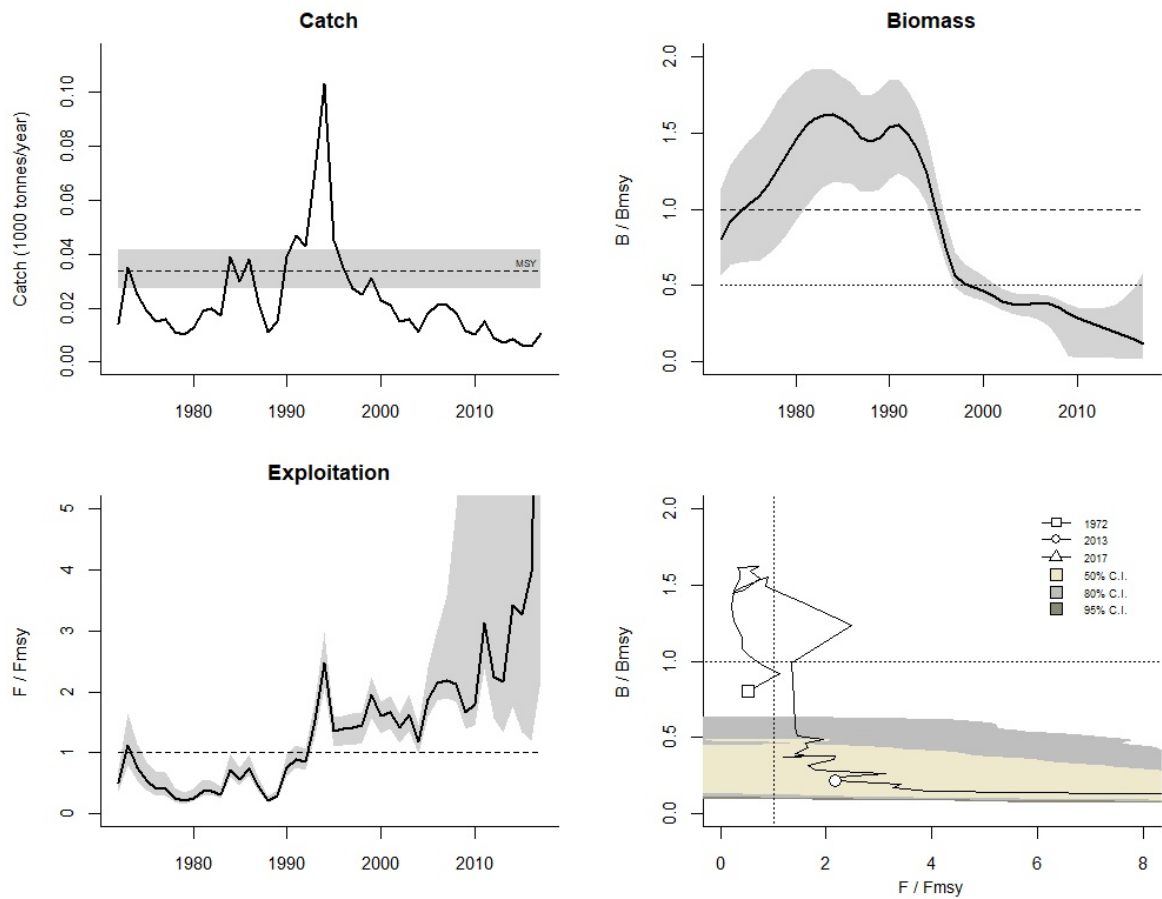 Catch
Catch (1000 tonnes/year)
0.10
0.08
0.06
0.04
0.02
0.00
MSY
1980 1990 2000 2010
Biomass
B / Bmsy
2.0
1.5
1.0
0.5
0.0
1980 1990 2000 2010
Exploitation
F / Fmsy
5
4
3
2
1
0
1980 1990 2000 2010
B / Bmsy
2.0
1.5
1.0
0.5
0.0
1972
2013
2017
50% C.I.
80% C.I.
95% C.I.
0 2 4 6 8
F / Fmsy